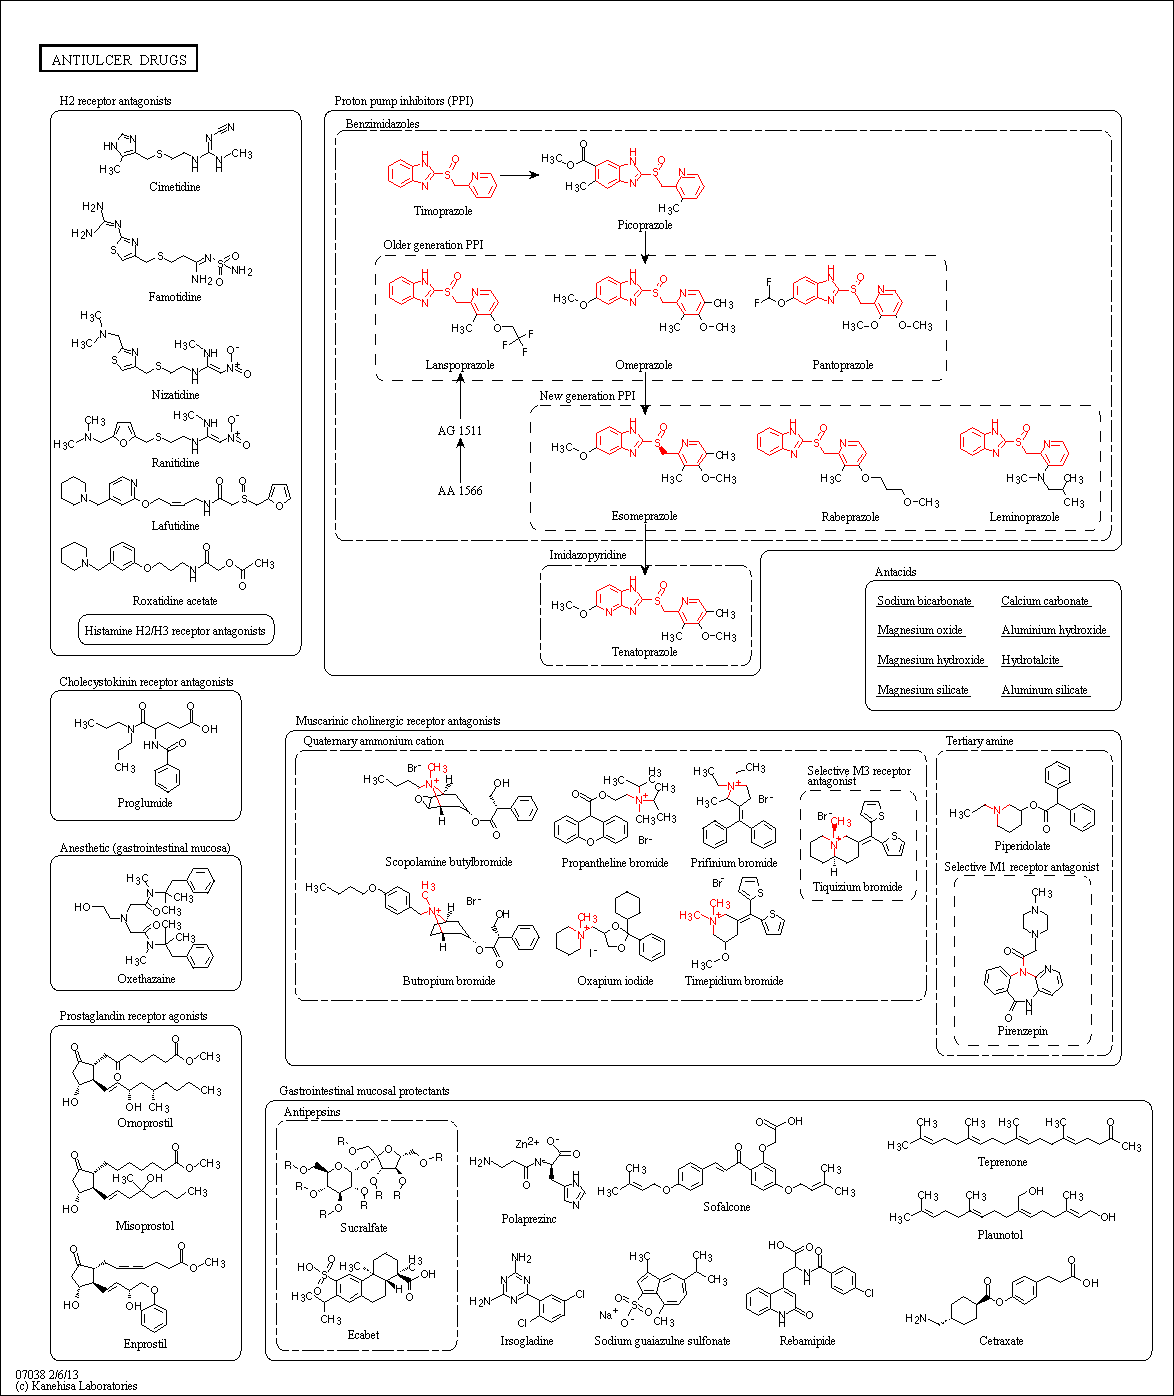 ANTIULCER DRUGS
H2 receptor antagonists
Cimetidine
Famotidine
Nizatidine
Ranitidine
Lafutidine
Roxatidine acetate
Histamine H2/H3 receptor antagonists
Cholecystokinin receptor antagonists
Proglumide
Anesthetic (gastrointestinal mucosa)
Oxethazaine
Prostaglandin receptor agonists
Ornoprostil
Misoprostol
Enprostil
Proton pump inhibitors (PPI)
Benzimidazoles
Timoprazole
Picoprazole
Older generation PPI
Lanspoprazole
Omeprazole
Pantoprazole
AG 1511
AA 1566
New generation PPI
Esomeprazole
Rabeprazole
Leminoprazole
Imidazopyridine
Tenatoprazole
Antacids
Sodium bicarbonate
Calcium carbonate
Magnesium oxide
Aluminium hydroxide
Magnesium hydroxide
Hydrotalcite
Magnesium silicate
Aluminum silicate
Muscarinic cholinergic receptor antagonists
Quaternary ammonium cation
Scopolamine butylbromide
Propantheline bromide
Prifinium bromide
Selective M3 receptor
antagonist
Tiquizium bromide
Butropium bromide
Oxapium iodide
Timepidium bromide
Tertiary amine
Piperidolate
Selective M1 receptor antagonist
Pirenzepin
Gastrointestinal mucosal protectants
Antipepsins
Sucralfate
Ecabet
Polaprezinc
Sofalcone
Teprenone
Plaunotol
Irsogladine
Sodium guaiazulne sulfonate
Rebamipide
Cetraxate
07038 2/6/13
(c) Kanehisa Laboratories